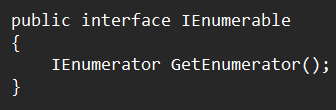 public interface IEnumerable
{
    IEnumerator GetEnumerator();
}